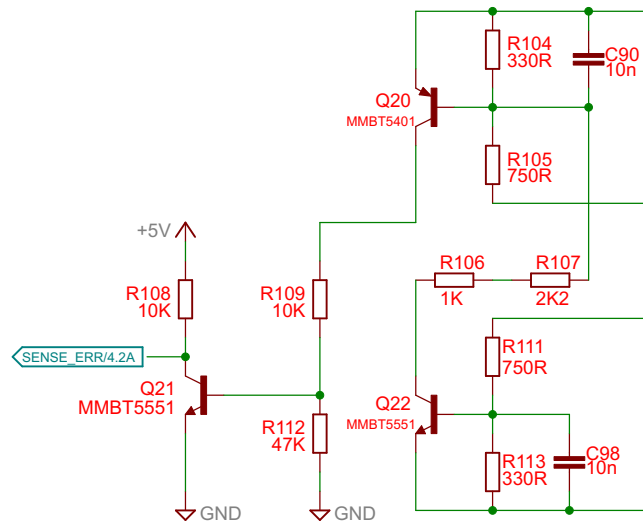 R104
330R
C90
10n
Q20
MMBT5401
R105
750R
+5V
R106
1K
R107
2K2
R108
10K
R109
10K
SENSE_ERR/4.2A
R111
750R
Q21
MMBT5551
Q22
MMBT5551
R112
47K
R113
330R
C98
10n
GND
GND